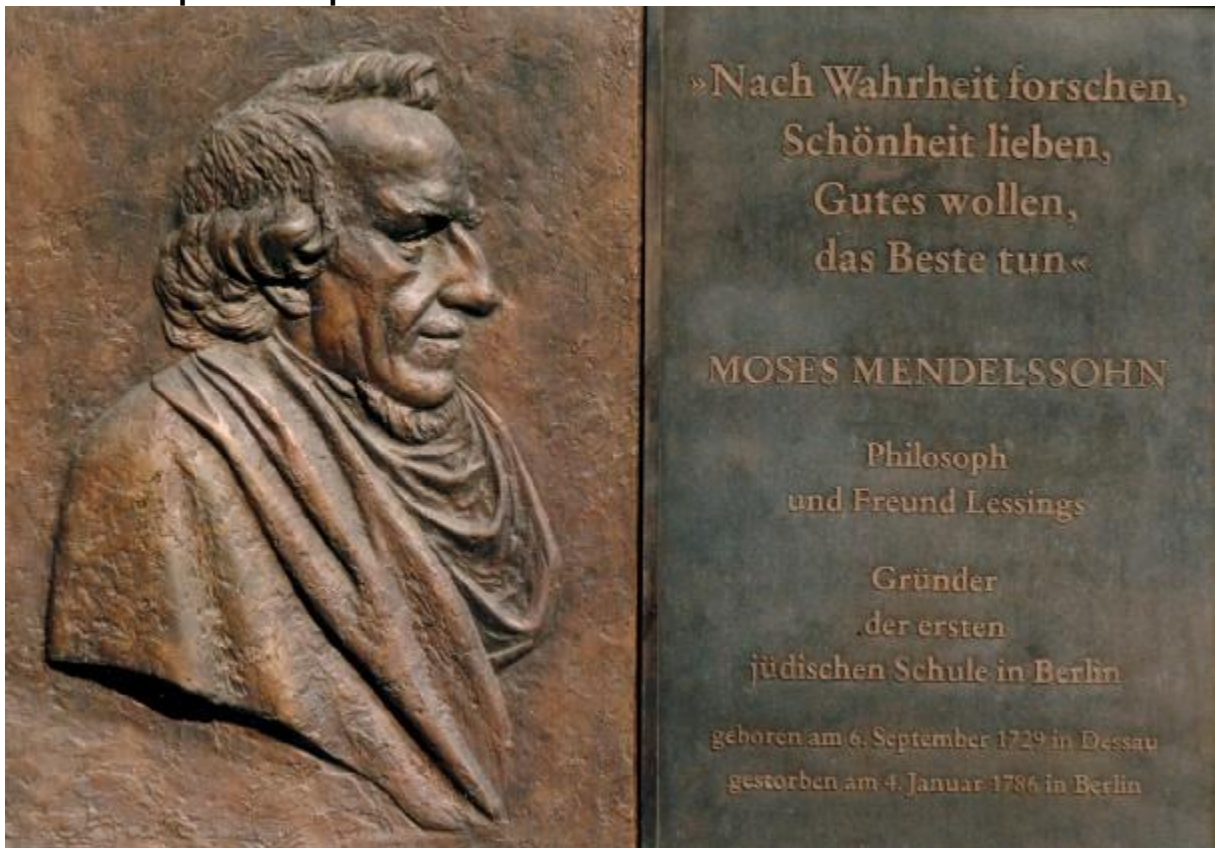 »Nach Wahrheit forschen,
Schönheit lieben,
Gutes wollen,
das Beste tun«
MOSES MENDELSSOHN
Philosoph
und Freund Lessings
Gründer
der ersten
jüdischen Schule in Berlin
geboren am 6. September 1729 in Dessau
gestorben am 4. Januar 1786 in Berlin